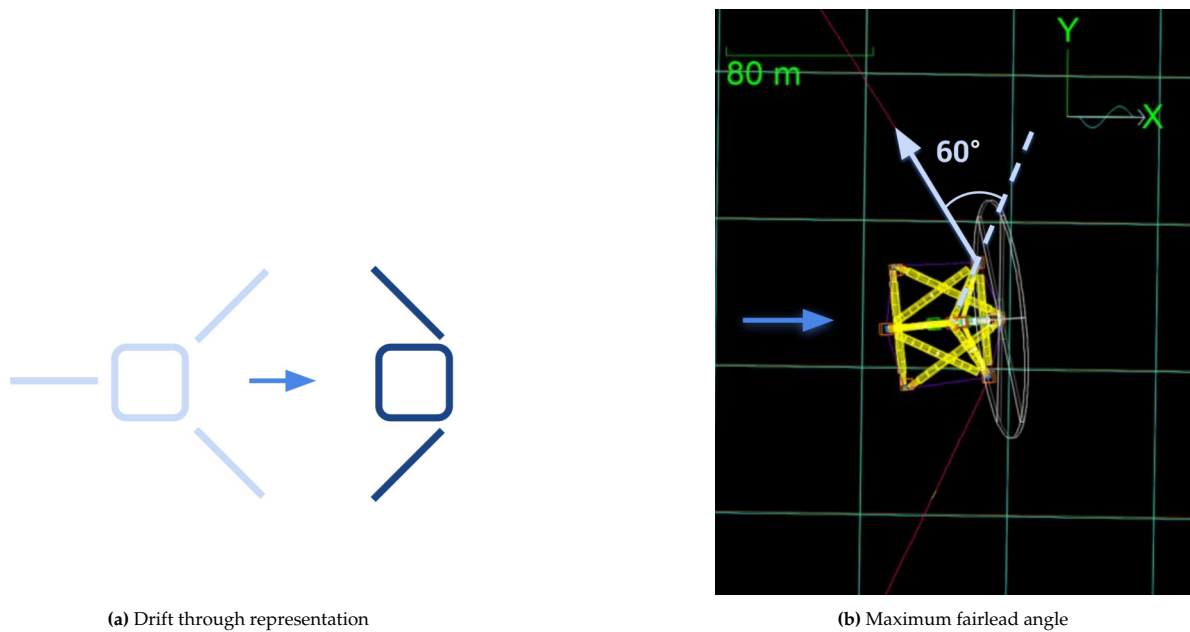 80 m
Y
X
60°
(a) Drift through representation
(b) Maximum fairlead angle